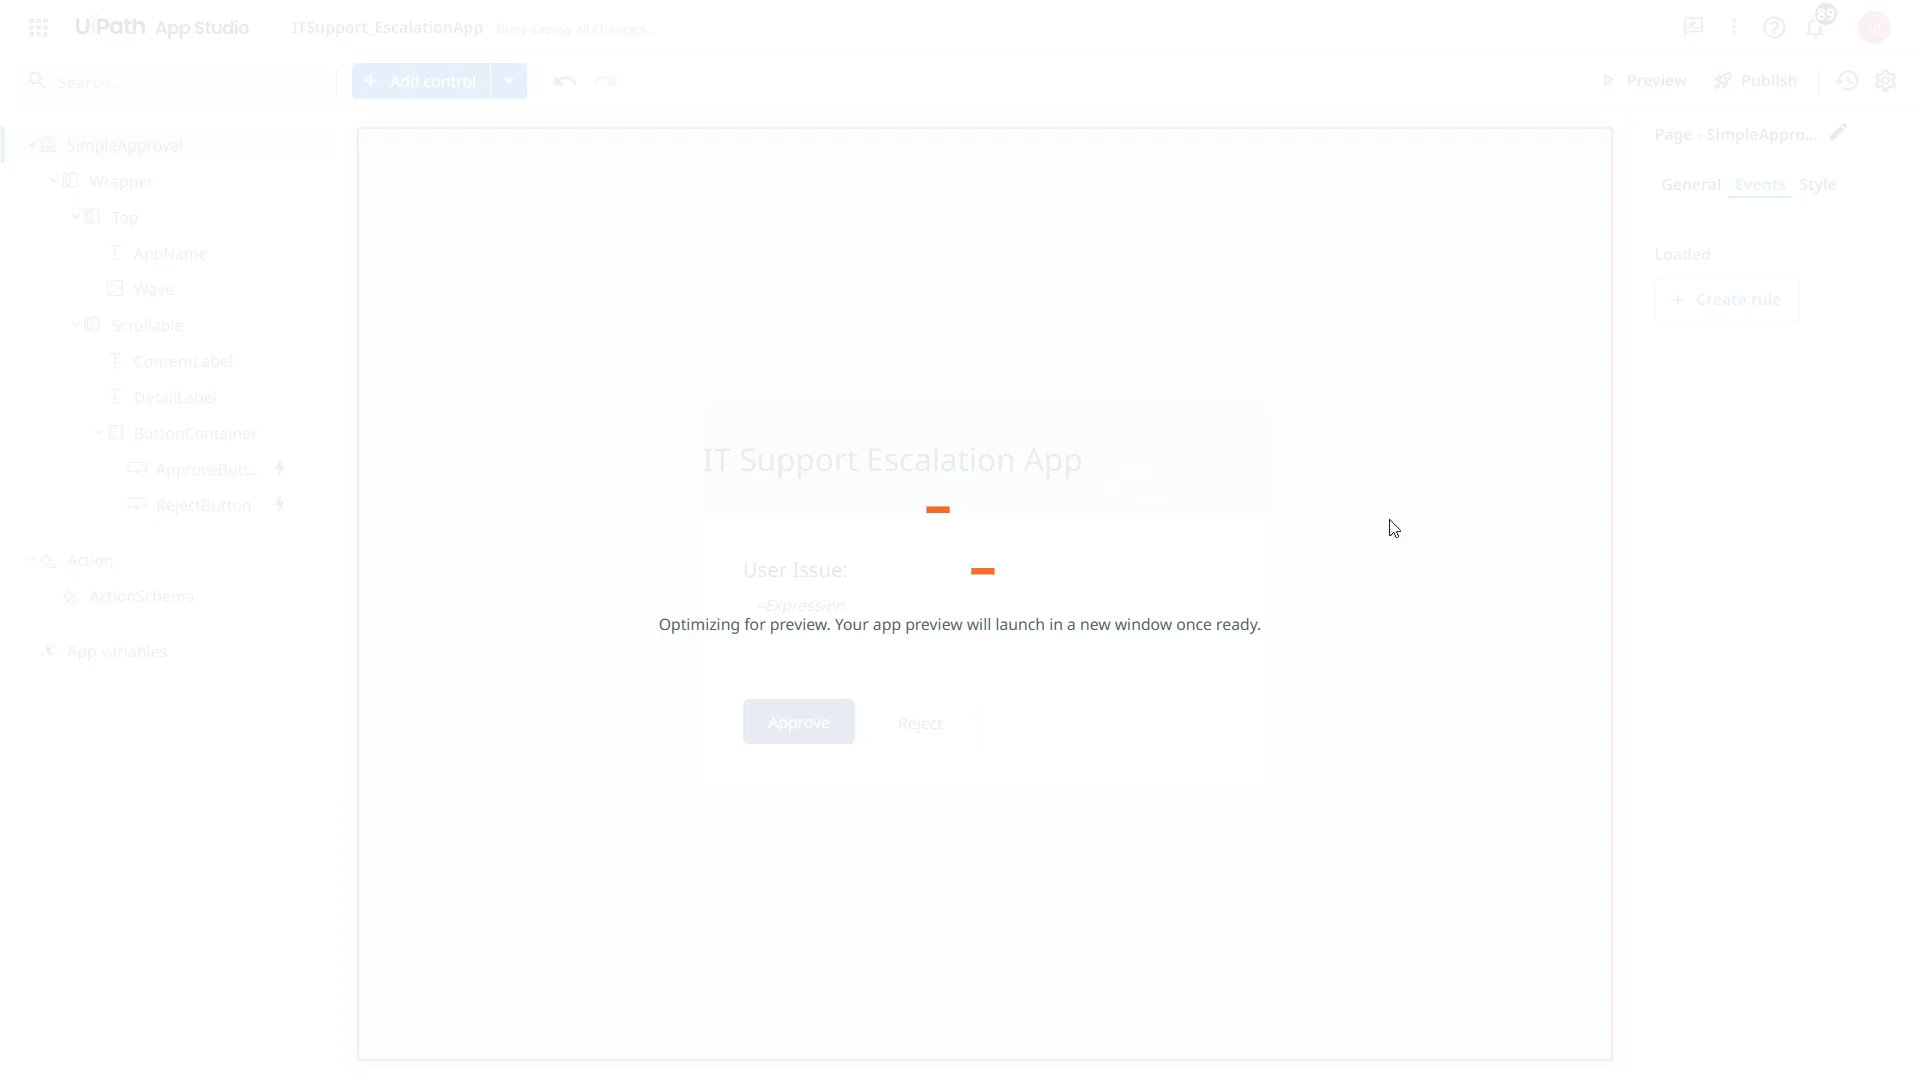 UiPath App Studio
ITSupport_EscalationApp
Busy saving all changes...
89
Search...
Add control
Preview
Publish
SimpleApproval
Wrapper
Top
AppName
Wave
Scrollable
ContentLabel
DetailLabel
ButtonContainer
ApproveButt...
RejectButton
Action
ActionSchema
App variables
IT Support Escalation App
User Issue:
=Expression
Optimizing for preview. Your app preview will launch in a new window once ready.
Approve
Reject
Page - SimpleAppro...
General
Events
Style
Loaded
Create rule